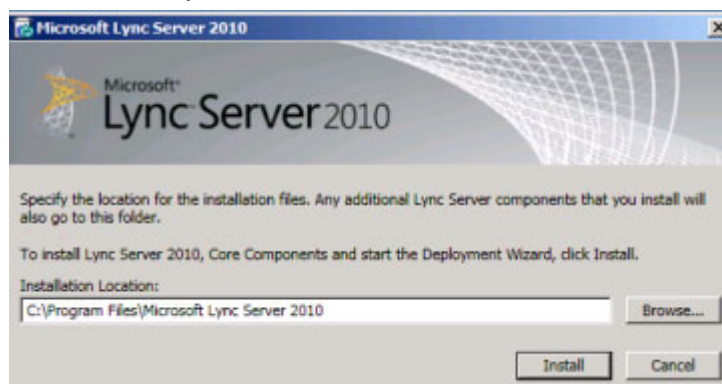 Microsoft Lync Server 2010
Microsoft®
Lync Server 2010
Specify the location for the installation files. Any additional Lync Server components that you install will
also go to this folder.
To install Lync Server 2010, Core Components and start the Deployment Wizard, click Install.
Installation Location:
C:\Program Files\Microsoft Lync Server 2010
Browse...
Install
Cancel